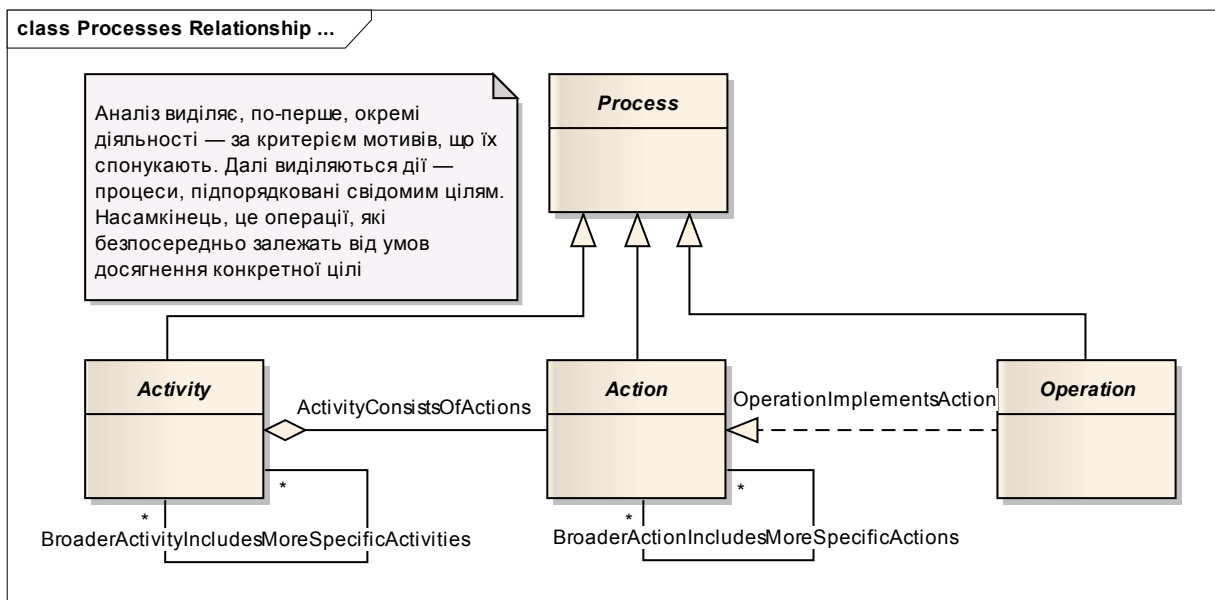 class Processes Relationship ...
Аналіз виділяє, по-перше, окремі
діяльності — за критерієм мотивів, що їх
спонукають. Далі виділяються дії —
процеси, підпорядковані свідомим цілям.
Насамкінець, це операції, які
безпосередньо залежать від умов
досягнення конкретної цілі
Process
Activity
Action
Operation
ActivityConsistsOfActions
OperationImplementsAction
*
*
BroaderActivityIncludesMoreSpecificActivities
*
*
BroaderActionIncludesMoreSpecificActions